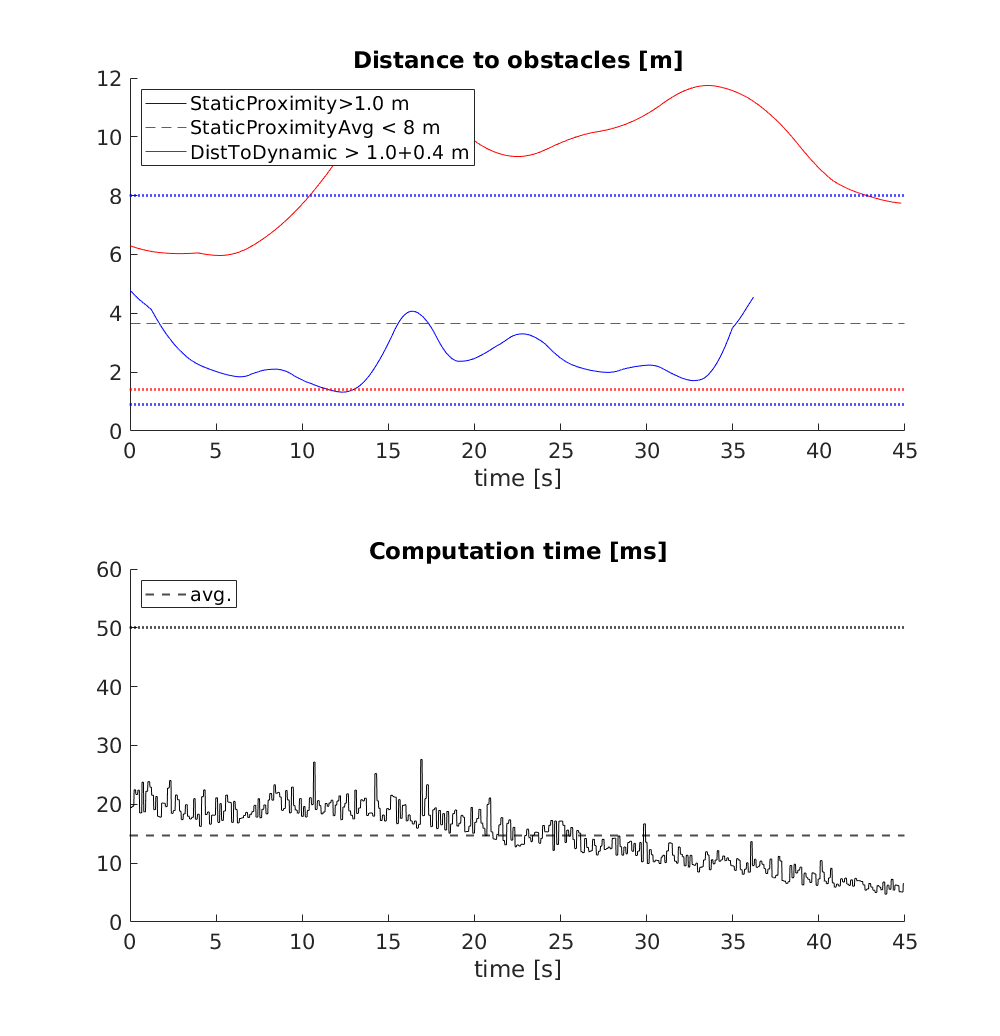 Distance to obstacles [m]
12
10
8
6
4
2
0
StaticProximity>1.0 m
StaticProximityAvg < 8 m
DistToDynamic > 1.0+0.4 m
0 5 10 15 20 25 30 35 40 45
time [s]
Computation time [ms]
60
50
40
30
20
10
0
avg.
0 5 10 15 20 25 30 35 40 45
time [s]